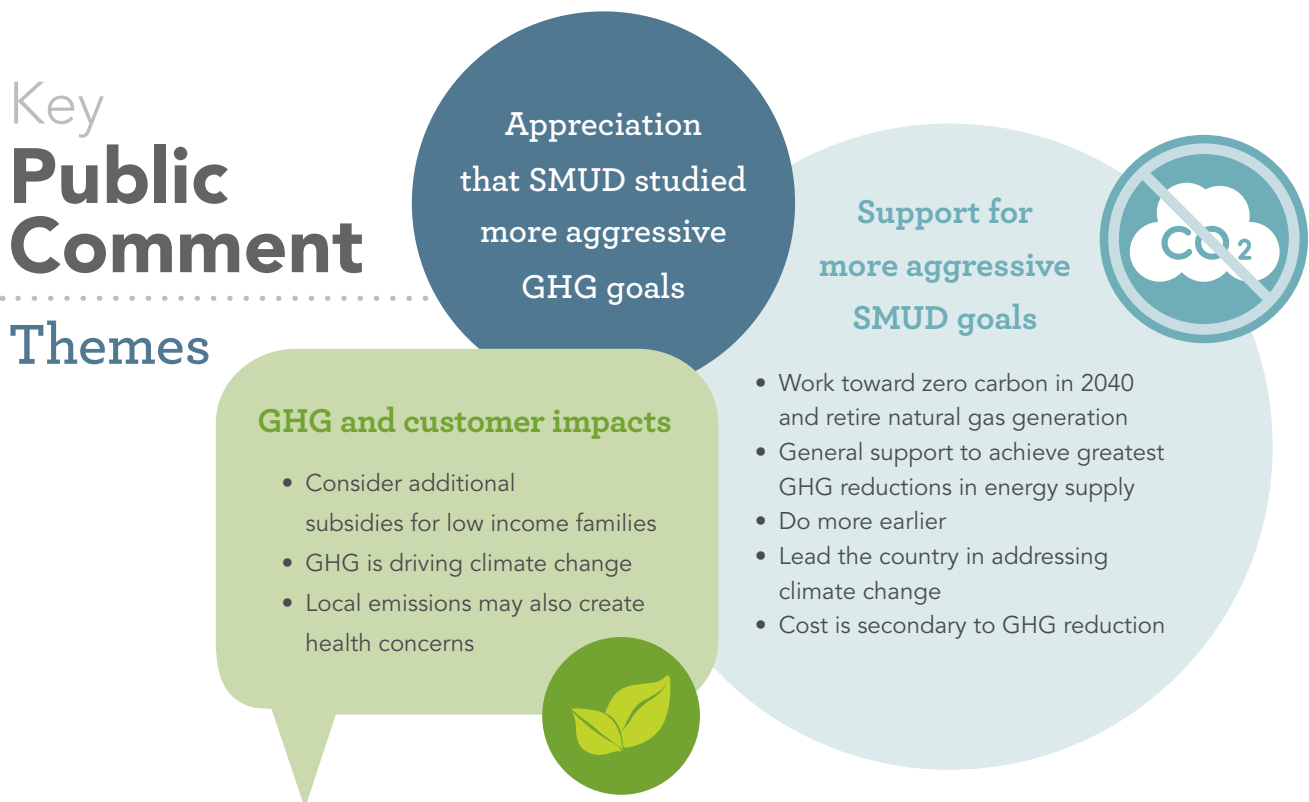 Key
Public
Comment
Themes
Appreciation
that SMUD studied
more aggressive
GHG goals
Support for
more aggressive
SMUD goals
• Work toward zero carbon in 2040
and retire natural gas generation
• General support to achieve greatest
GHG reductions in energy supply
• Do more earlier
• Lead the country in addressing
climate change
• Cost is secondary to GHG reduction
CO2
GHG and customer impacts
• Consider additional
subsidies for low income families
• GHG is driving climate change
• Local emissions may also create
health concerns